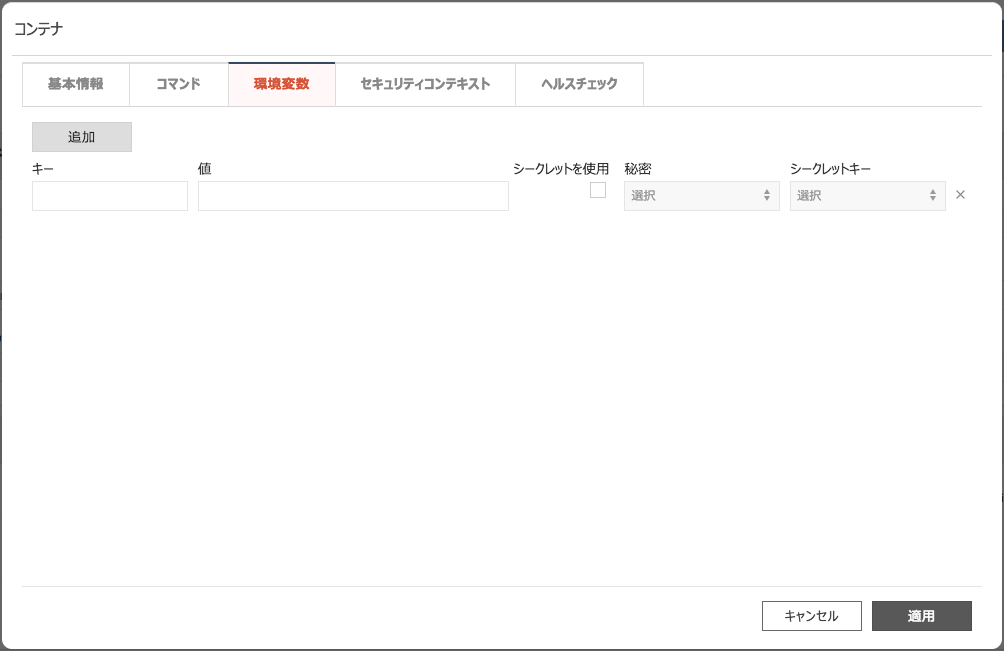 コンテナ
基本情報 コマンド 環境変数 セキュリティコンテキスト ヘルスチェック
追加
キー 値 シークレットを使用 秘密 シークレットキー
選択 選択 ×
キャンセル 適用